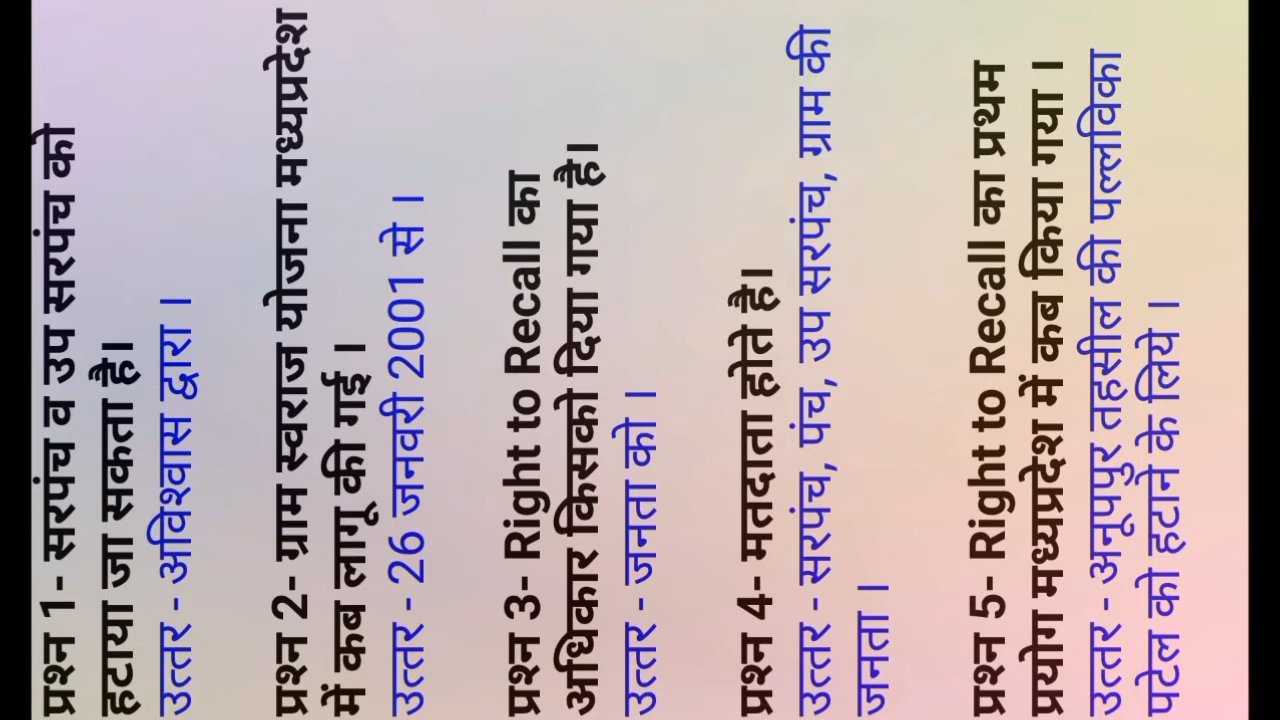 प्रश्न 1- सरपंच व उप सरपंच को
हटाया जा सकता है।
उत्तर - अविश्वास द्वारा ।
प्रश्न 2- ग्राम स्वराज योजना मध्यप्रदेश
में कब लागू की गई ।
उत्तर - 26 जनवरी 2001 से ।
प्रश्न 3- Right to Recall का
अधिकार किसको दिया गया है।
उत्तर - जनता को ।
प्रश्न 4- मतदाता होते है।
उत्तर - सरपंच, पंच, उप सरपंच, ग्राम की
जनता ।
प्रश्न 5- Right to Recall का प्रथम
प्रयोग मध्यप्रदेश में कब किया गया ।
उत्तर - अनूपपुर तहसील की पल्लविका
पटेल को हटाने के लिये ।